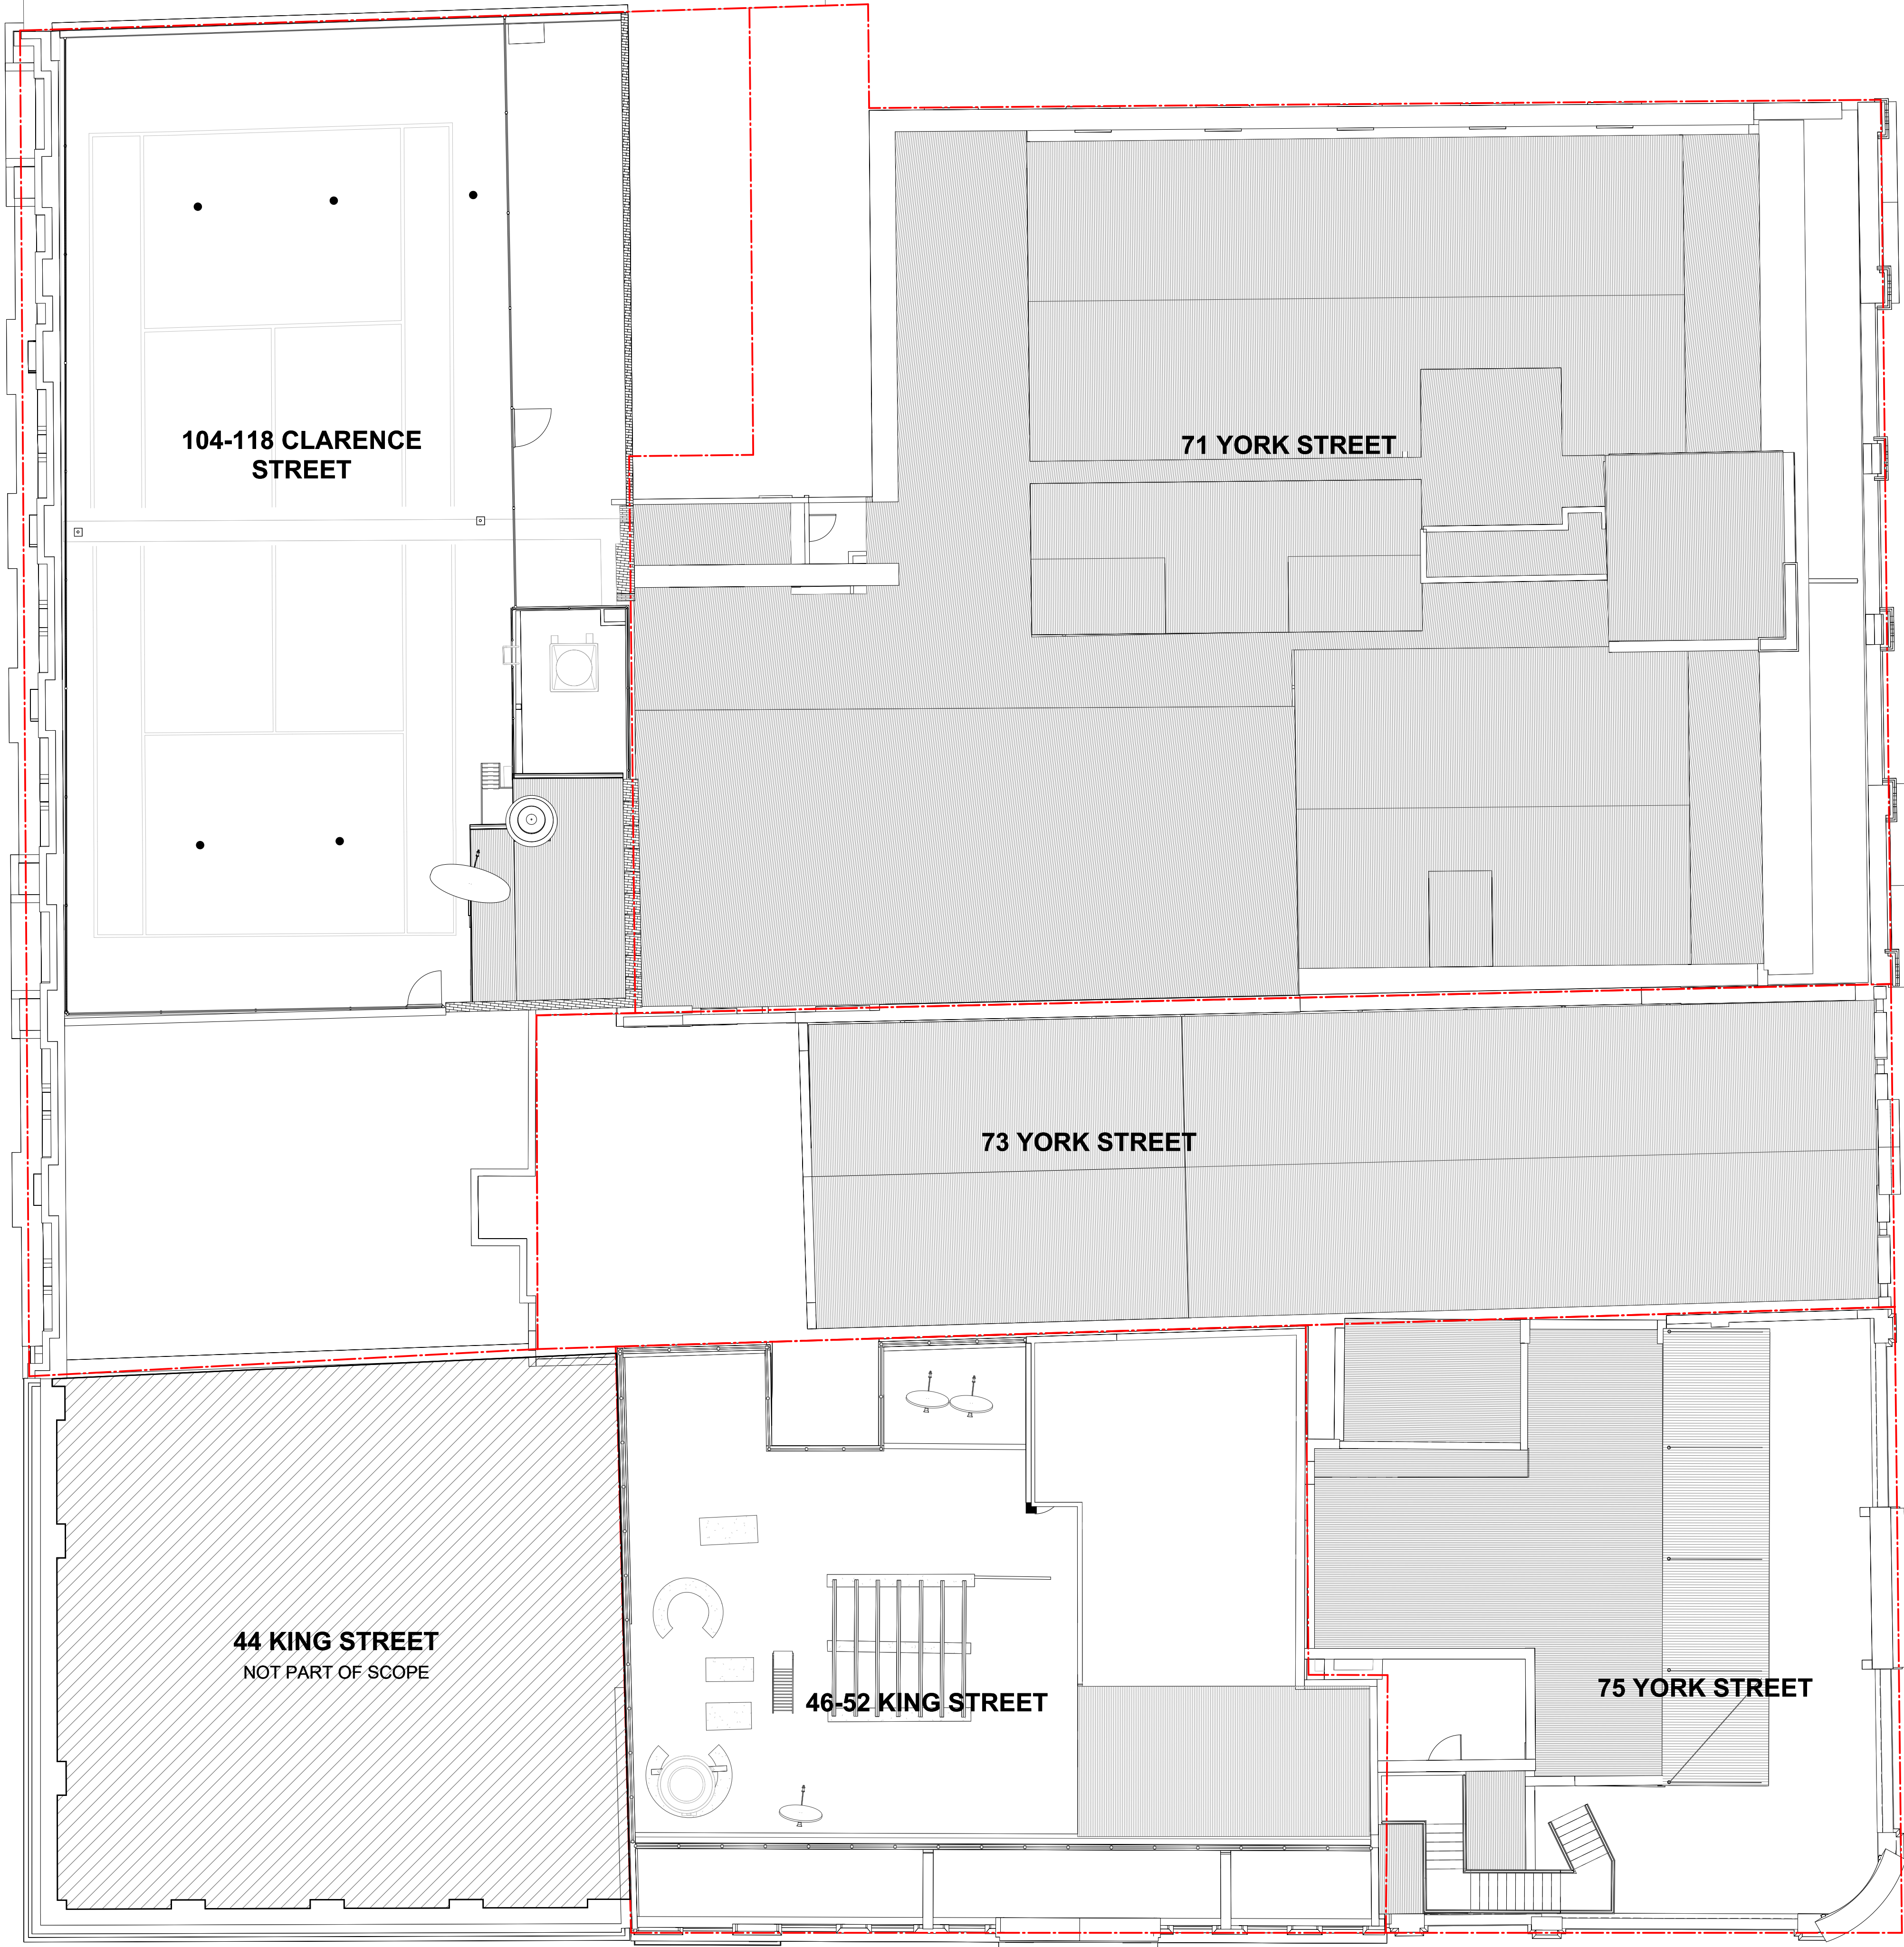 104-118 CLARENCE
STREET
71 YORK STREET
73 YORK STREET
44 KING STREET
NOT PART OF SCOPE
46-52 KING STREET
75 YORK STREET